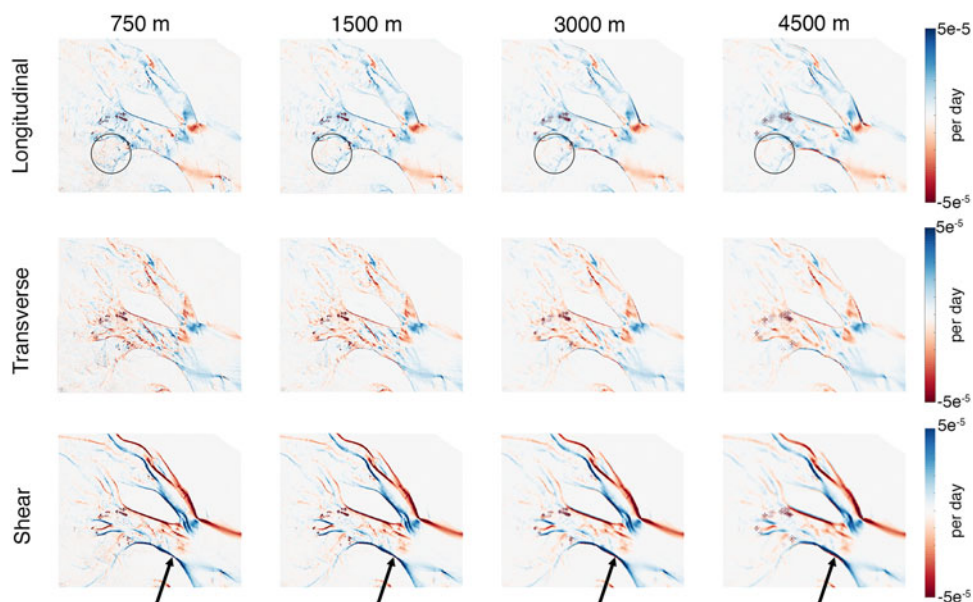 750 m 1500 m 3000 m 4500 m
Longitudinal
5e-5
per day
-5e⁻⁵
Transverse
5e⁻⁵
per day
-5e⁻⁵
Shear
5e⁻⁵
per day
-5e⁻⁵